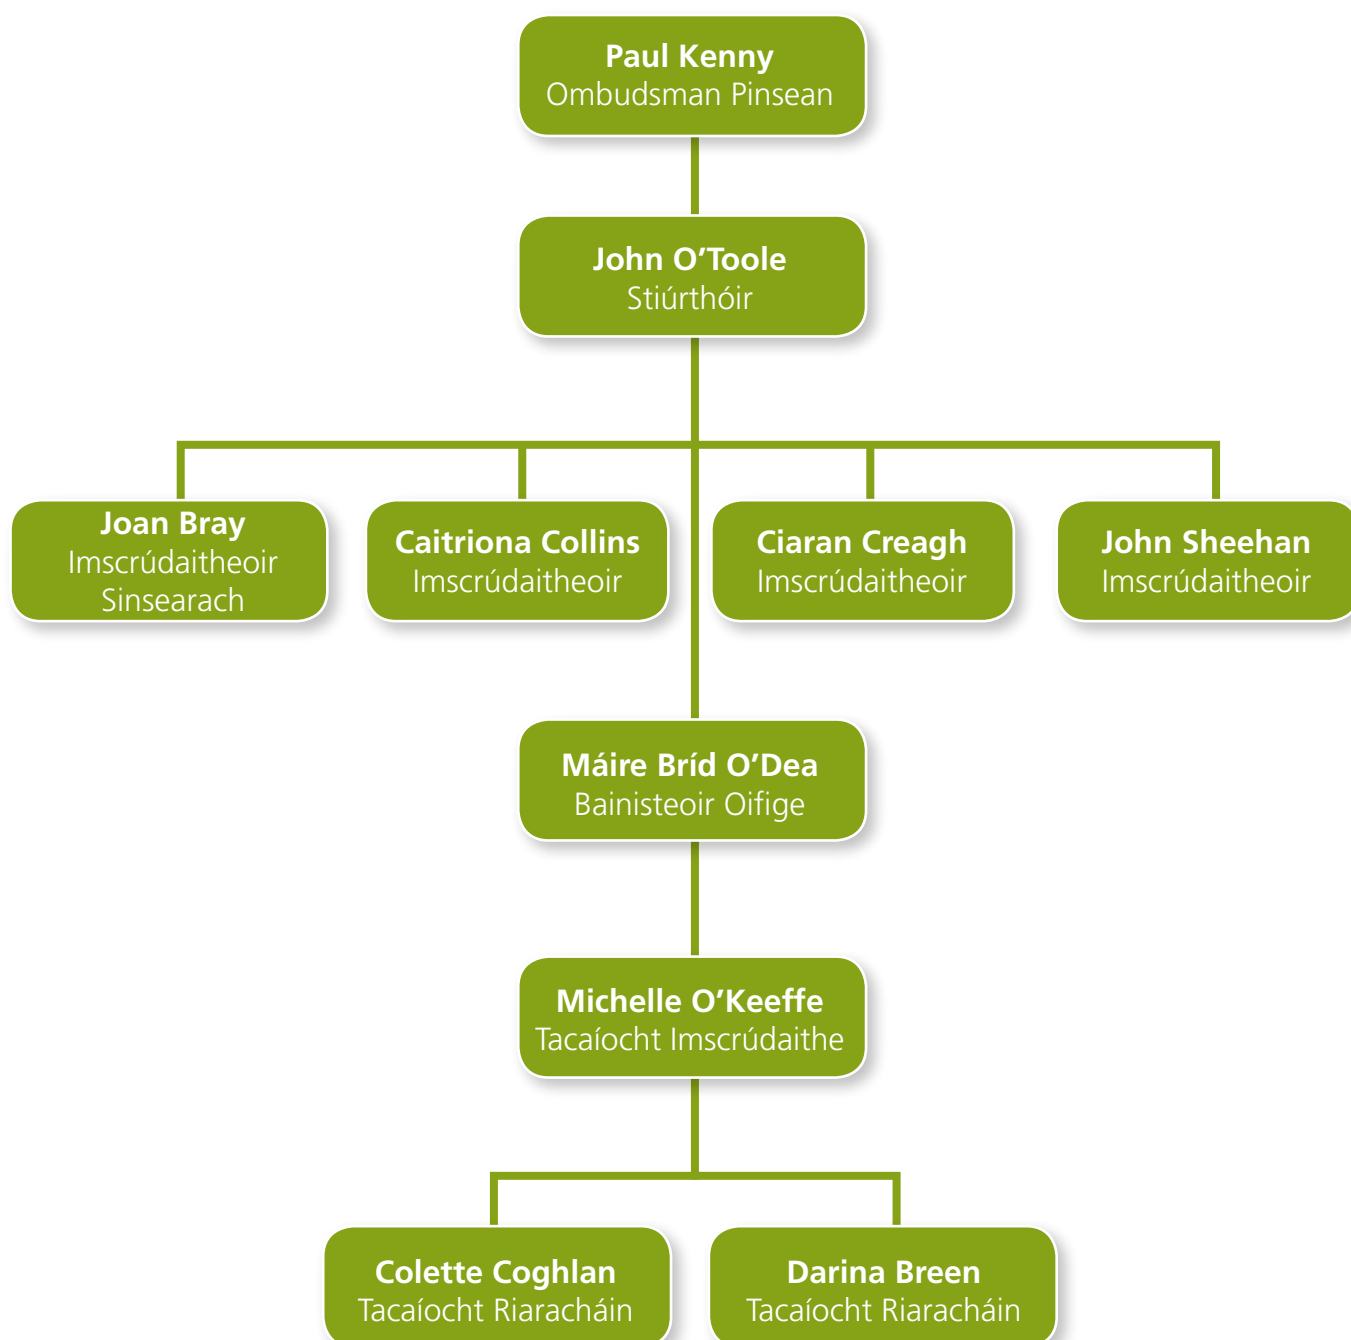 Paul Kenny
Ombudsman Pinsean
John O’Toole
Stiúrthóir
Joan Bray
Imscrúdaitheoir
Sinsearach
Caitriona Collins
Imscrúdaitheoir
Ciaran Creagh
Imscrúdaitheoir
John Sheehan
Imscrúdaitheoir
Máire Bríd O’Dea
Bainisteoir Oifige
Michelle O’Keeffe
Tacaíocht Imscrúdaithe
Colette Coghlan
Tacaíocht Riaracháin
Darina Breen
Tacaíocht Riaracháin